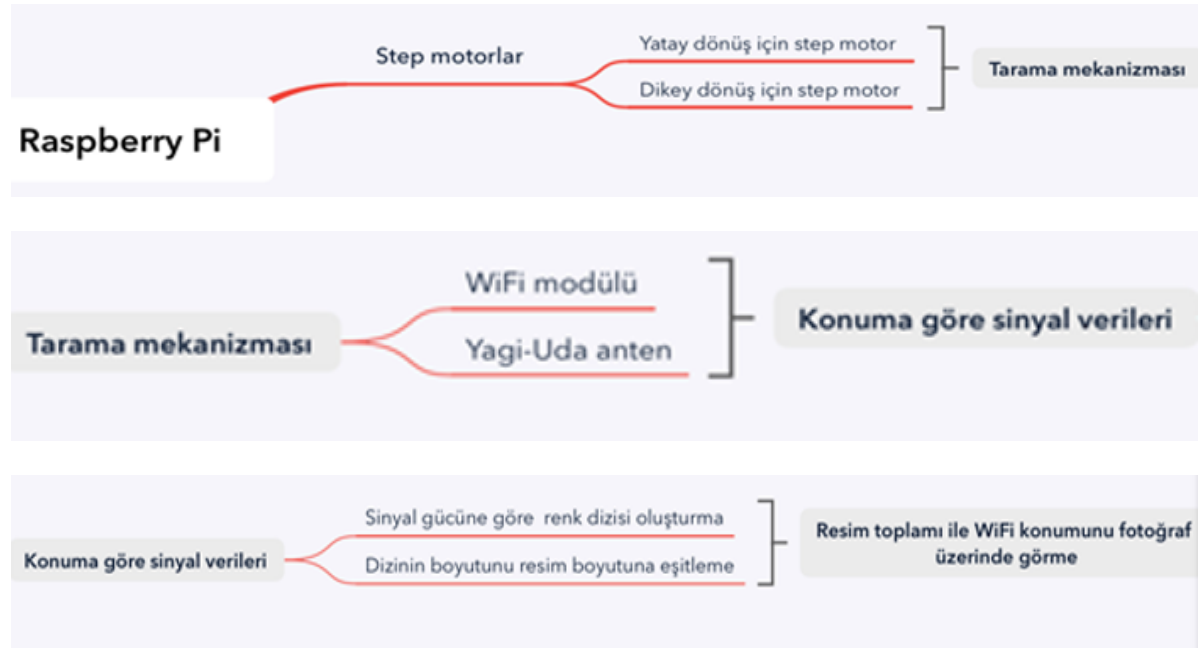 Step motorlar
Yatay dönüş için step motor
Dikey dönüş için step motor
Tarama mekanizması
Raspberry Pi
Tarama mekanizması
WiFi modülü
Yagi-Uda anten
Konuma göre sinyal verileri
Konuma göre sinyal verileri
Sinyal gücüne göre renk dizisi oluşturma
Dizinin boyutunu resim boyutuna eşitleme
Resim toplamı ile WiFi konumunu fotoğraf
üzerinde görme